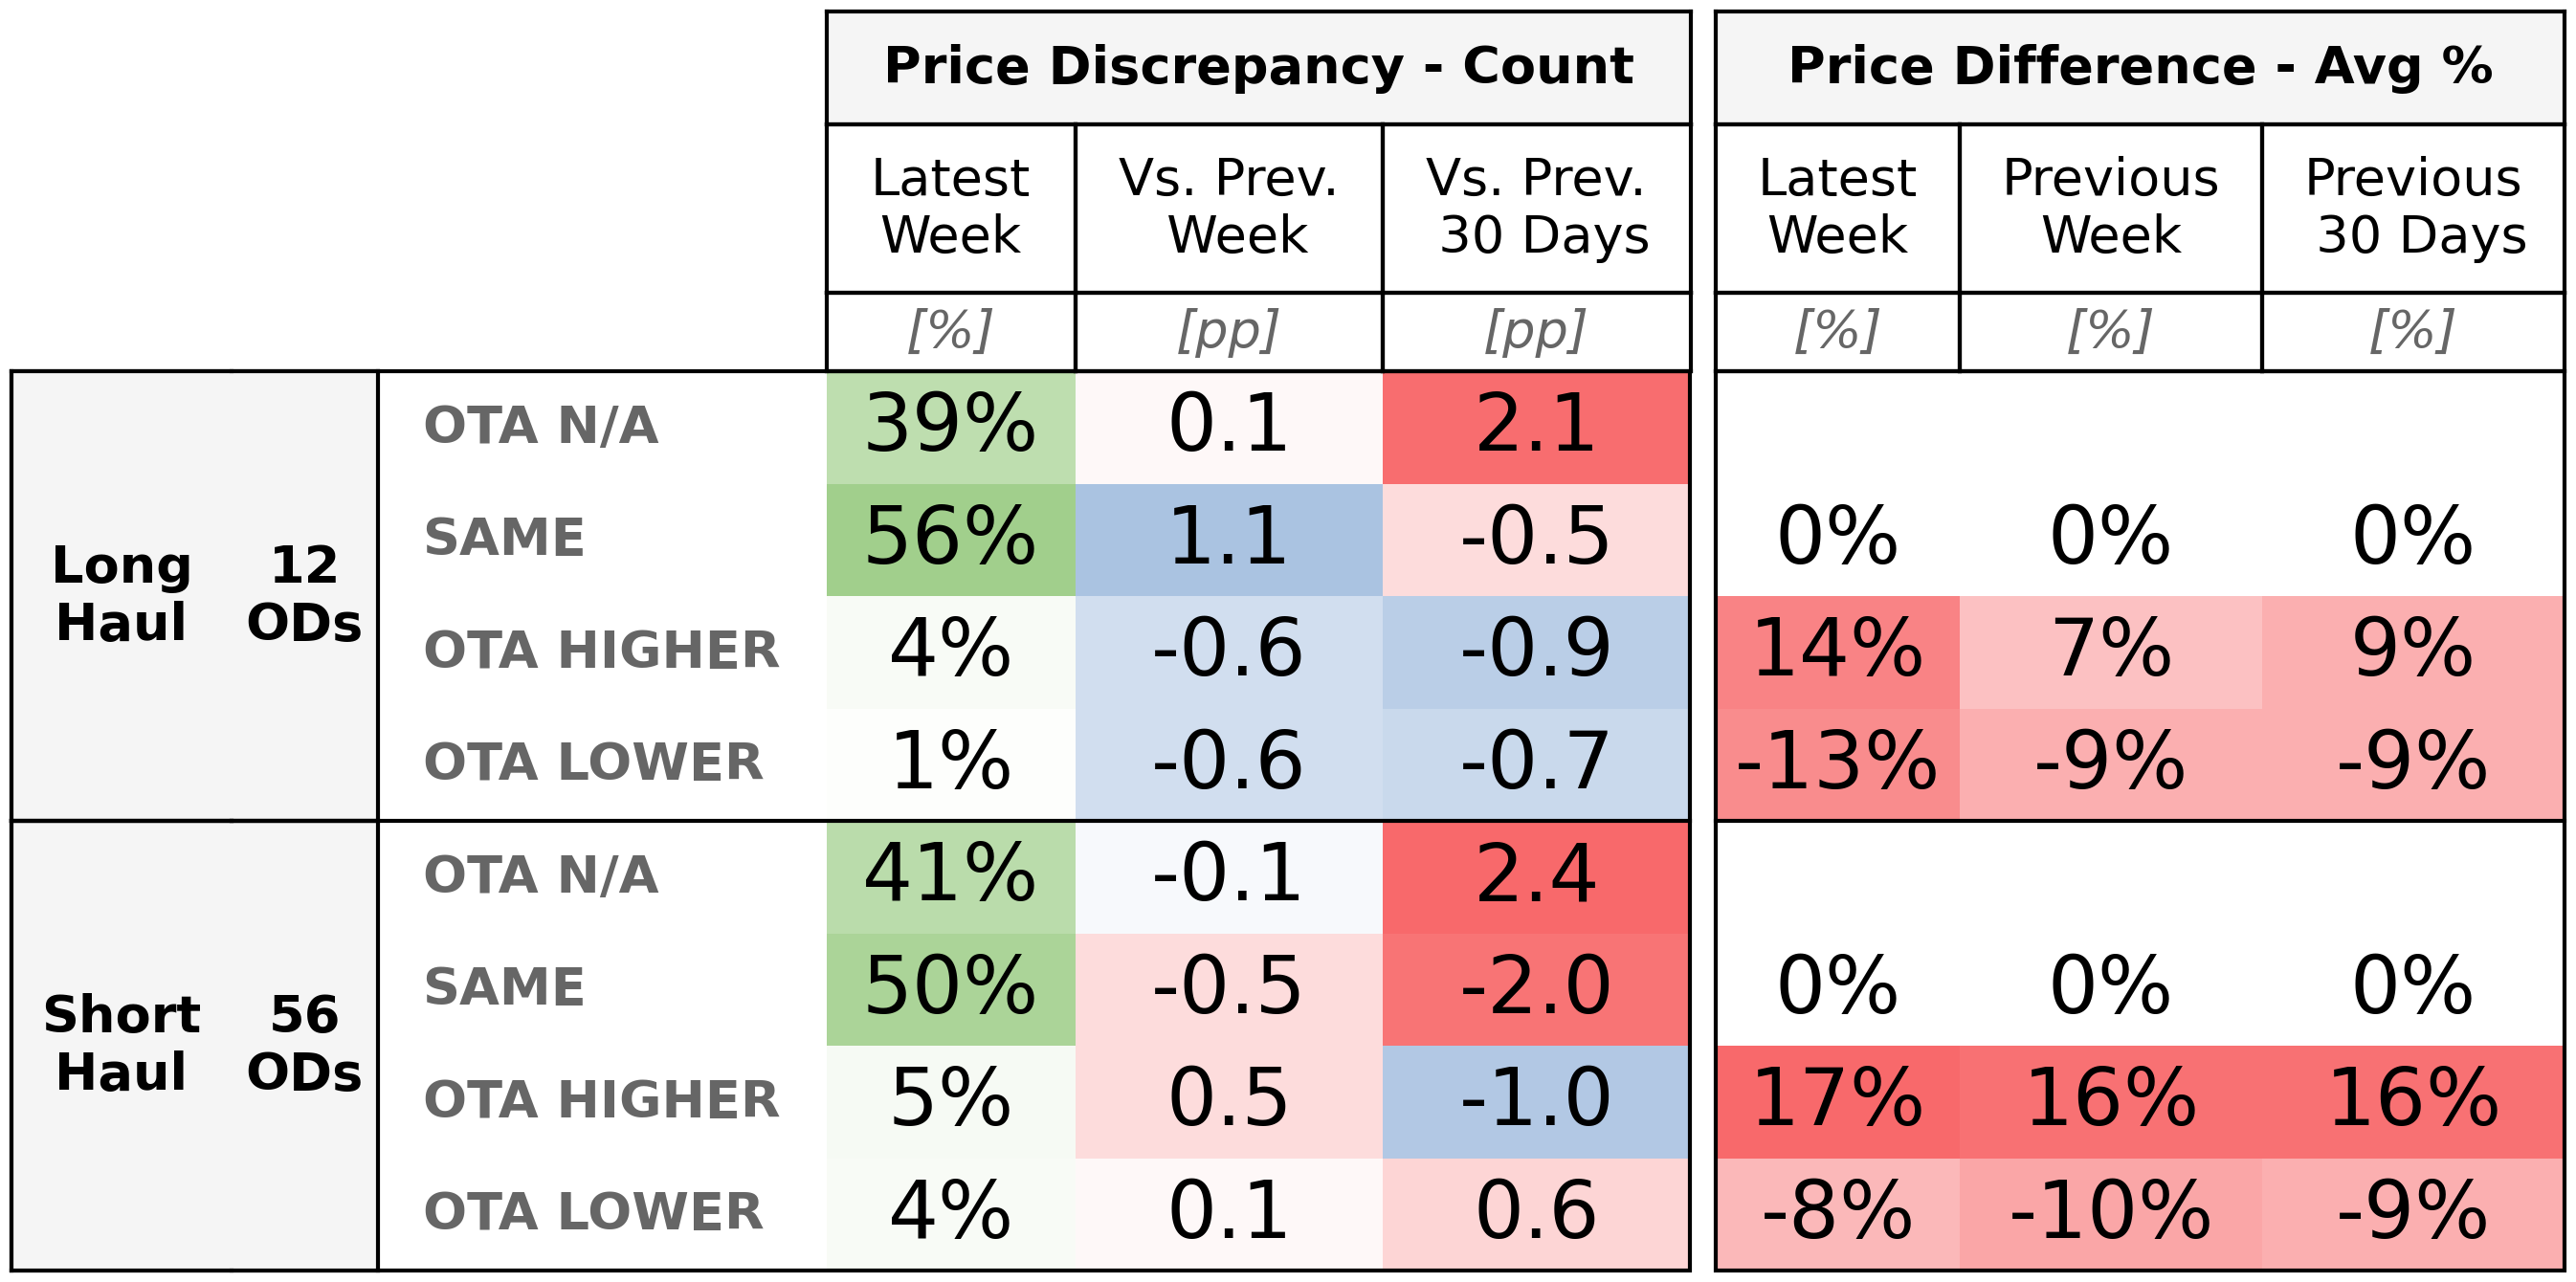 Price Discrepancy - Count Price Difference - Avg %
Latest Week Vs. Prev. Week Vs. Prev. 30 Days Latest Week Previous Week Previous 30 Days
[%] [pp] [pp] [%] [%] [%]
Long Haul 12 ODs
OTA N/A 39% 0.1 2.1
SAME 56% 1.1 -0.5 0% 0% 0%
OTA HIGHER 4% -0.6 -0.9 14% 7% 9%
OTA LOWER 1% -0.6 -0.7 -13% -9% -9%
Short Haul 56 ODs
OTA N/A 41% -0.1 2.4
SAME 50% -0.5 -2.0 0% 0% 0%
OTA HIGHER 5% 0.5 -1.0 17% 16% 16%
OTA LOWER 4% 0.1 0.6 -8% -10% -9%